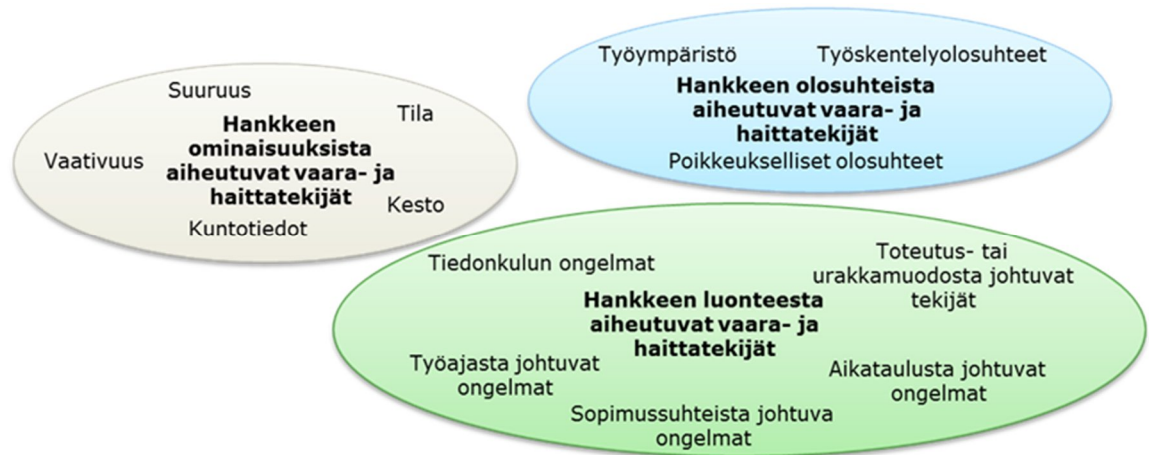 Suuruus
Tila
Hankkeen
ominaisuuksista
aiheutuvat vaara- ja
haittatekijät
Vaativuus
Kesto
Kuntotiedot
Työympäristö
Työskentelyolosuhteet
Hankkeen olosuhteista
aiheutuvat vaara- ja
haittatekijät
Poikkeukselliset olosuhteet
Tiedonkulun ongelmat
Toteutus- tai
urakkamuodosta johtuvat
tekijät
Hankkeen luonteesta
aiheutuvat vaara- ja
haittatekijät
Työajasta johtuvat
ongelmat
Aikataulusta johtuvat
ongelmat
Sopimussuhteista johtuva
ongelmat